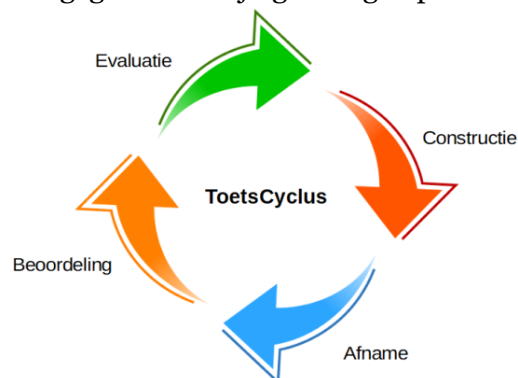 Evaluatie
Constructie
ToetsCyclus
Beoordeling
Afname